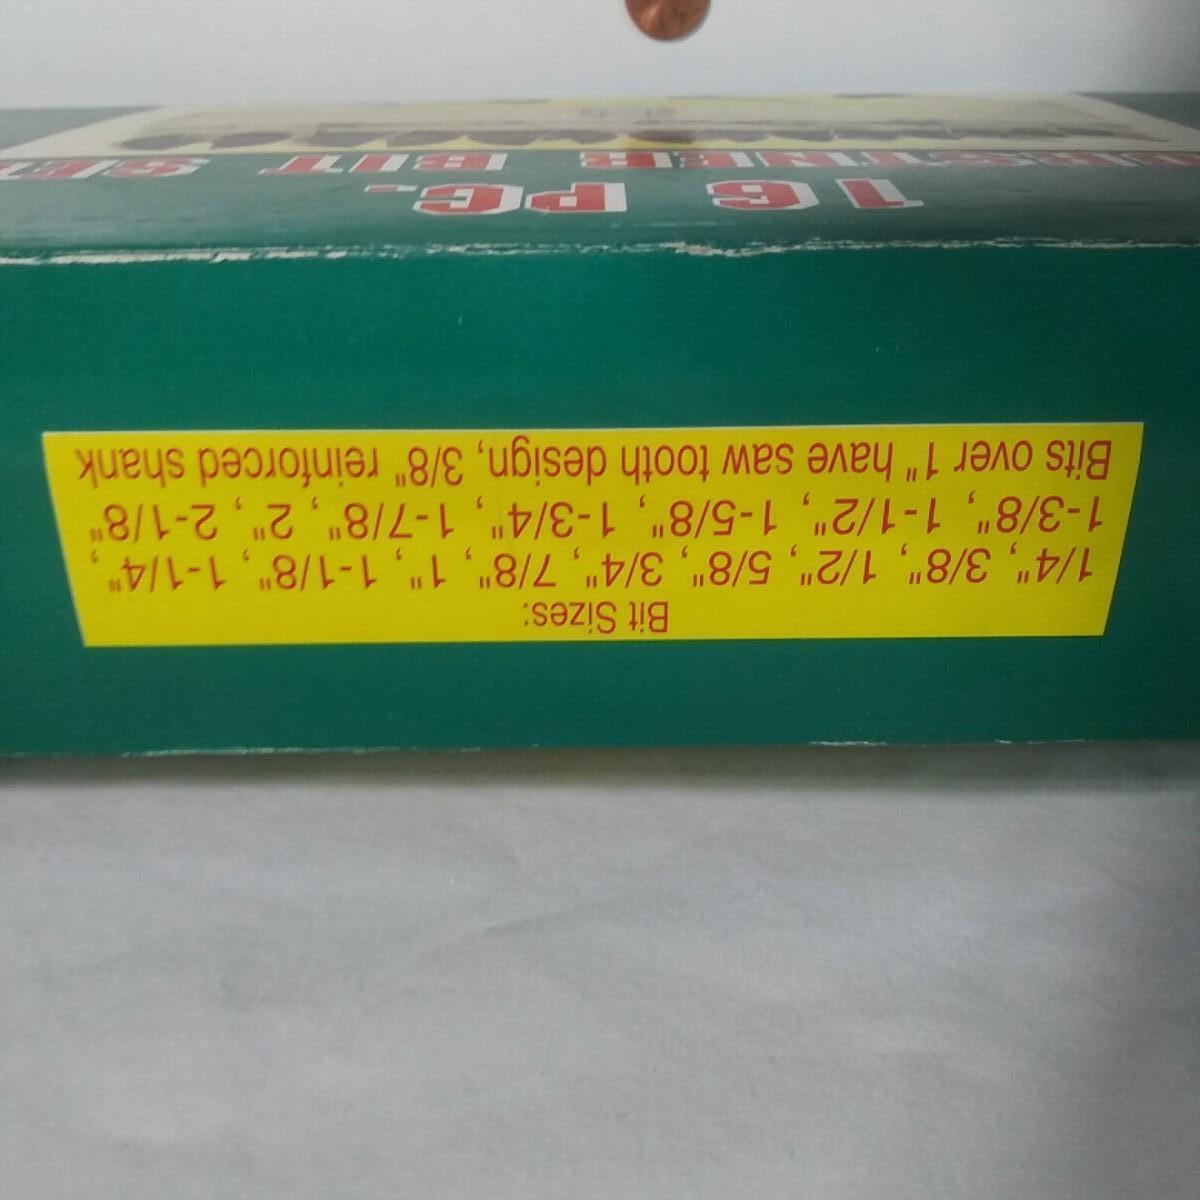 Bit Sizes:
1/4", 3/8", 1/2", 5/8", 3/4", 7/8", 1", 1-1/8", 1-1/4",
1-3/8", 1-1/2", 1-5/8", 1-3/4", 1-7/8", 2", 2-1/8"
Bits over 1" have saw tooth design, 3/8" reinforced shank
16 PC.
BIT SET